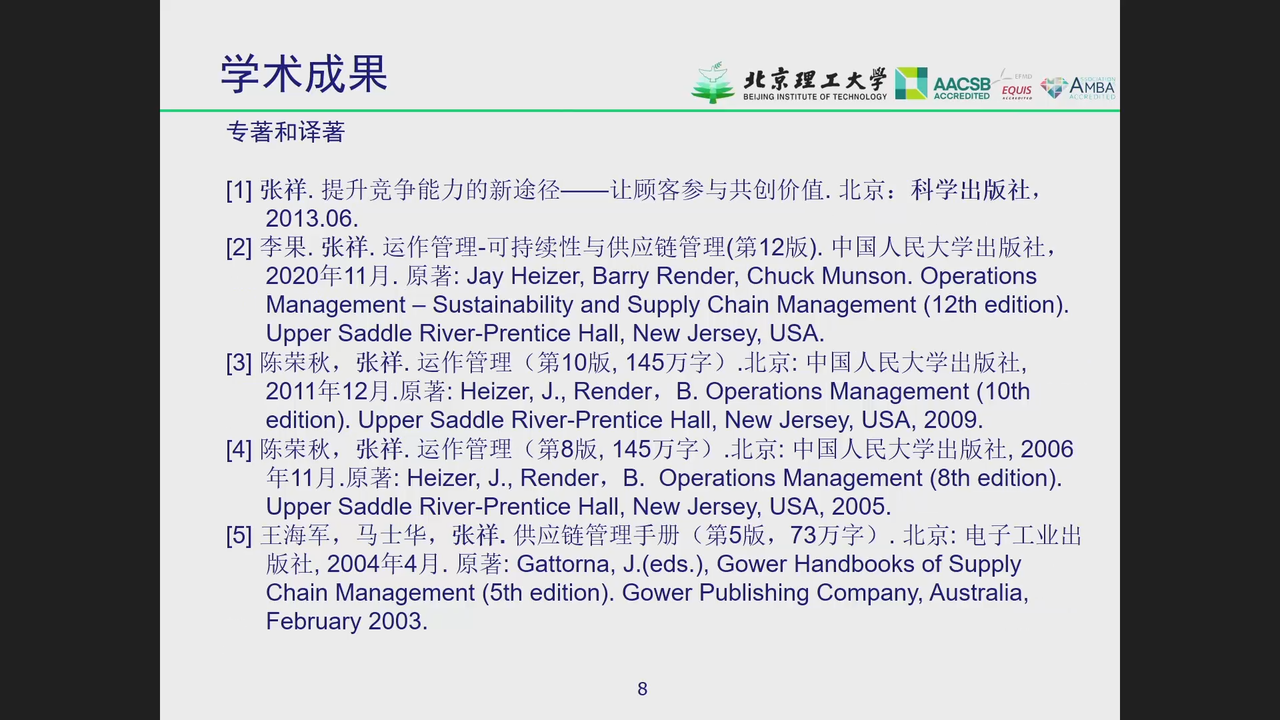 学术成果
北京理工大学
BEIJING INSTITUTE OF TECHNOLOGY
AACSB
ACCREDITED
EFMD
EQUIS
ACCREDITED
ASSOCIATION
AMBA
ACCREDITED
专著和译著
[1] 张祥. 提升竞争能力的新途径——让顾客参与共创价值. 北京：科学出版社，
2013.06.
[2] 李果. 张祥. 运作管理-可持续性与供应链管理(第12版). 中国人民大学出版社，
2020年11月. 原著: Jay Heizer, Barry Render, Chuck Munson. Operations
Management – Sustainability and Supply Chain Management (12th edition).
Upper Saddle River-Prentice Hall, New Jersey, USA.
[3] 陈荣秋，张祥. 运作管理（第10版, 145万字）.北京: 中国人民大学出版社,
2011年12月.原著: Heizer, J., Render，B. Operations Management (10th
edition). Upper Saddle River-Prentice Hall, New Jersey, USA, 2009.
[4] 陈荣秋，张祥. 运作管理（第8版, 145万字）.北京: 中国人民大学出版社, 2006
年11月.原著: Heizer, J., Render，B.  Operations Management (8th edition).
Upper Saddle River-Prentice Hall, New Jersey, USA, 2005.
[5] 王海军，马士华，张祥. 供应链管理手册（第5版，73万字）. 北京: 电子工业出
版社, 2004年4月. 原著: Gattorna, J.(eds.), Gower Handbooks of Supply
Chain Management (5th edition). Gower Publishing Company, Australia,
February 2003.
8